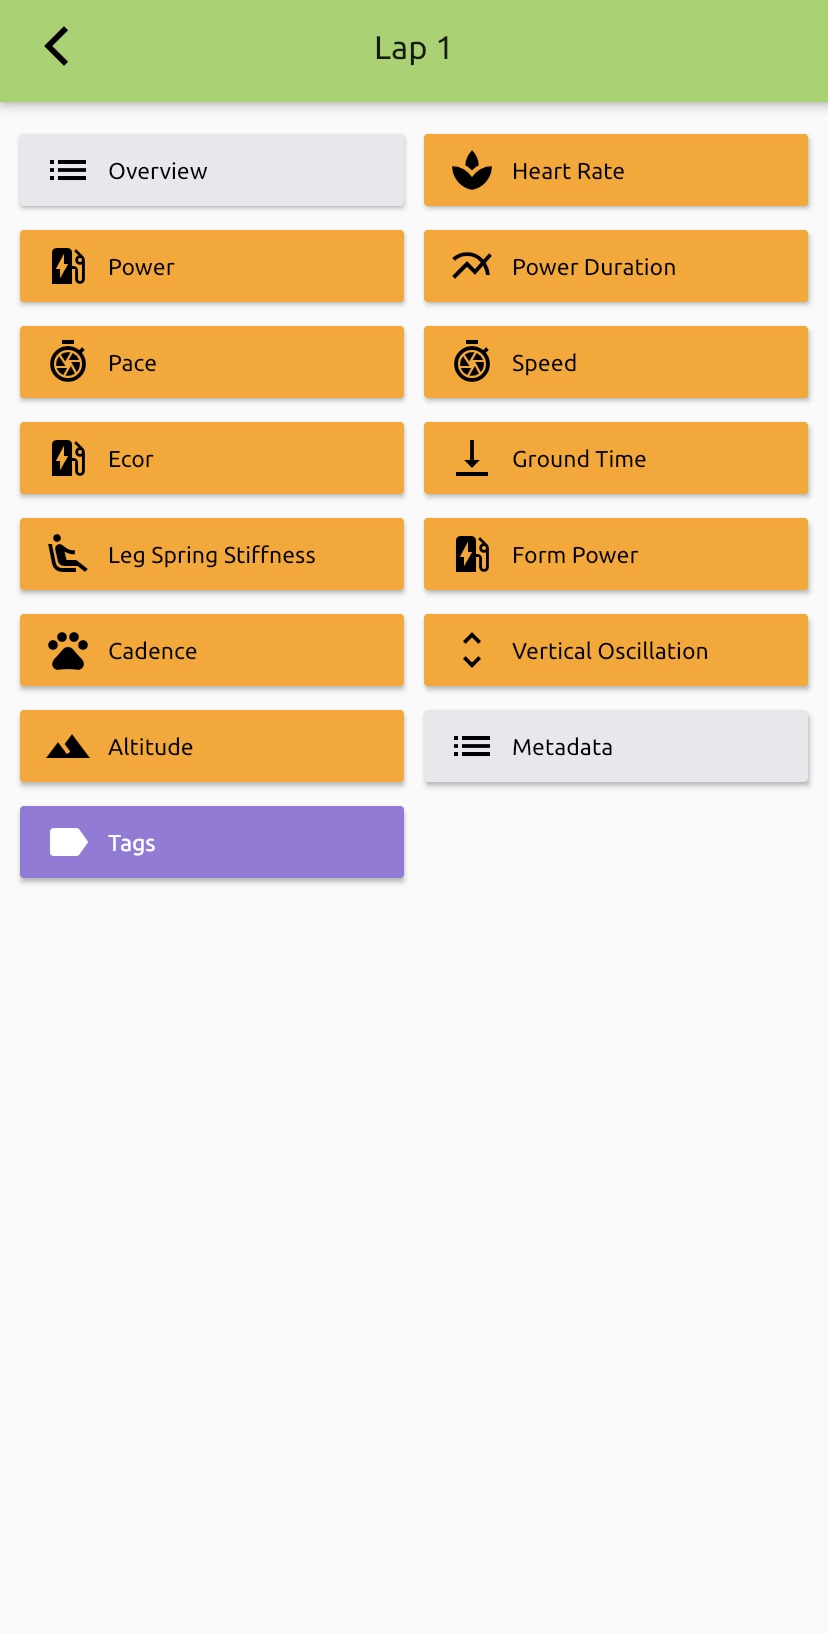 Lap 1
Overview
Heart Rate
Power
Power Duration
Pace
Speed
Ecor
Ground Time
Leg Spring Stiffness
Form Power
Cadence
Vertical Oscillation
Altitude
Metadata
Tags